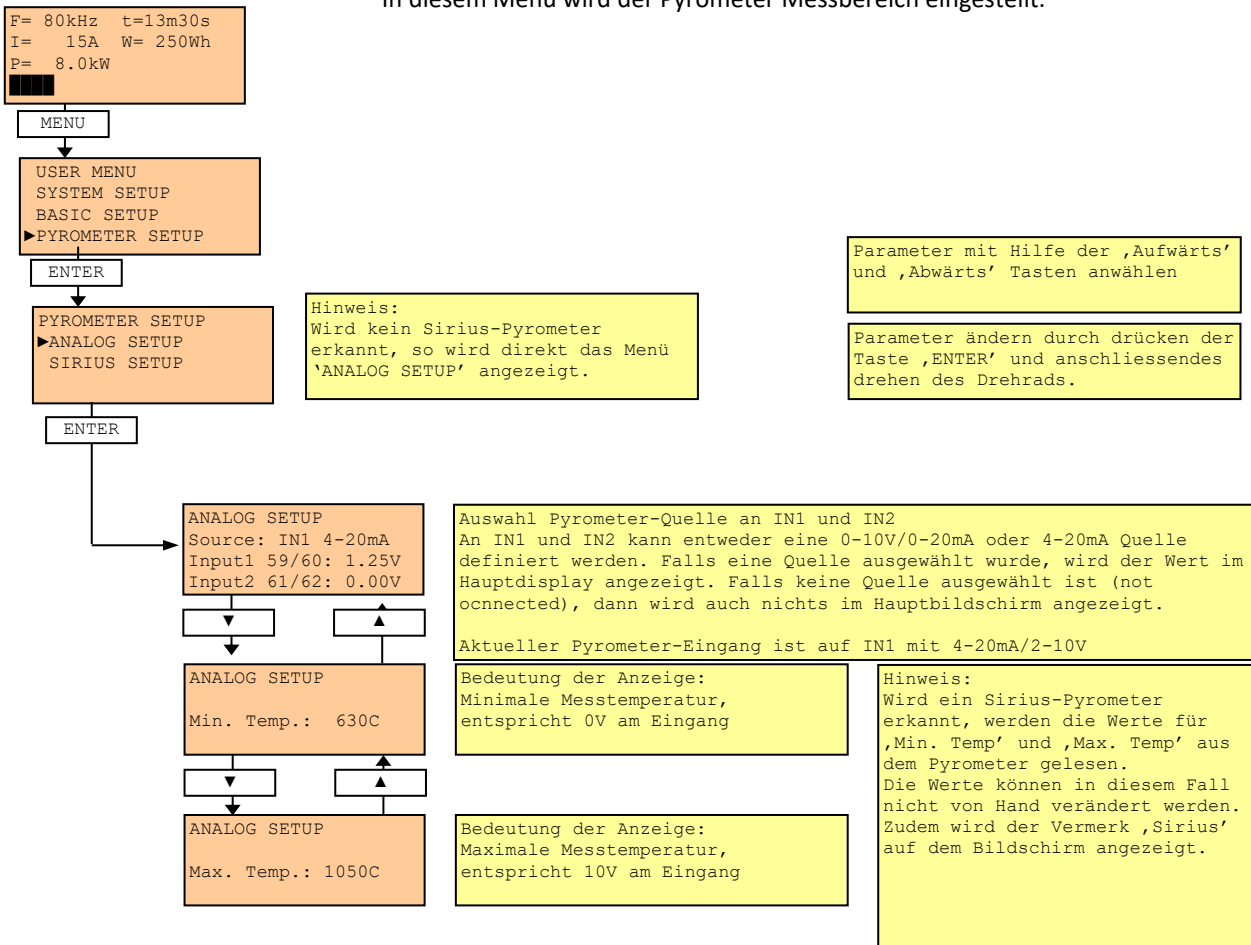 In diesem Menü wird der Pyrometer Messbereich eingestellt.
F= 80kHz t=13m30s
I= 15A W= 250Wh
P= 8.0kW
MENU
USER MENU
SYSTEM SETUP
BASIC SETUP
►PYROMETER SETUP
ENTER
PYROMETER SETUP
►ANALOG SETUP
SIRIUS SETUP
ENTER
Hinweis:
Wird kein Sirius-Pyrometer
erkannt, so wird direkt das Menü
‘ANALOG SETUP’ angezeigt.
Parameter mit Hilfe der ‚Aufwärts’
und ‚Abwärts’ Tasten anwählen
Parameter ändern durch drücken der
Taste ‚ENTER’ und anschliessendes
drehen des Drehrads.
ANALOG SETUP
Source: IN1 4-20mA
Input1 59/60: 1.25V
Input2 61/62: 0.00V
▼
▲
Auswahl Pyrometer-Quelle an IN1 und IN2
An IN1 und IN2 kann entweder eine 0-10V/0-20mA oder 4-20mA Quelle
definiert werden. Falls eine Quelle ausgewählt wurde, wird der Wert im
Hauptdisplay angezeigt. Falls keine Quelle ausgewählt ist (not
ocnnected), dann wird auch nichts im Hauptbildschirm angezeigt.
Aktueller Pyrometer-Eingang ist auf IN1 mit 4-20mA/2-10V
ANALOG SETUP
Min. Temp.: 630C
▼
▲
Bedeutung der Anzeige:
Minimale Messtemperatur,
entspricht 0V am Eingang
ANALOG SETUP
Max. Temp.: 1050C
Bedeutung der Anzeige:
Maximale Messtemperatur,
entspricht 10V am Eingang
Hinweis:
Wird ein Sirius-Pyrometer
erkannt, werden die Werte für
‚Min. Temp’ und ‚Max. Temp’ aus
dem Pyrometer gelesen.
Die Werte können in diesem Fall
nicht von Hand verändert werden.
Zudem wird der Vermerk ‚Sirius’
auf dem Bildschirm angezeigt.